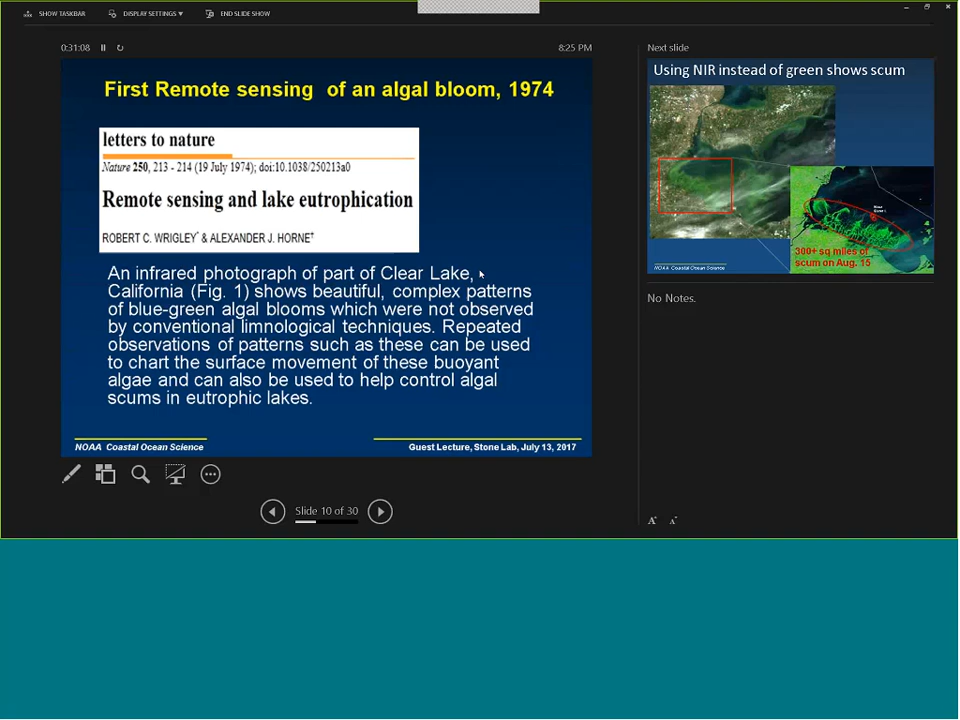 SHOW TASKBAR
DISPLAY SETTINGS
END SLIDE SHOW
0:31:08
8:25 PM
First Remote sensing of an algal bloom, 1974
letters to nature
Nature 250, 213 - 214 (19 July 1974); doi:10.1038/250213a0
Remote sensing and lake eutrophication
ROBERT C. WRIGLEY* & ALEXANDER J. HORNE†
An infrared photograph of part of Clear Lake,
California (Fig. 1) shows beautiful, complex patterns
of blue-green algal blooms which were not observed
by conventional limnological techniques. Repeated
observations of patterns such as these can be used
to chart the surface movement of these buoyant
algae and can also be used to help control algal
scums in eutrophic lakes.
NOAA Coastal Ocean Science
Guest Lecture, Stone Lab, July 13, 2017
Slide 10 of 30
Next slide
Using NIR instead of green shows scum
300+ sq miles of
scum on Aug. 15
NOAA Coastal Ocean Science
No Notes.
A
A